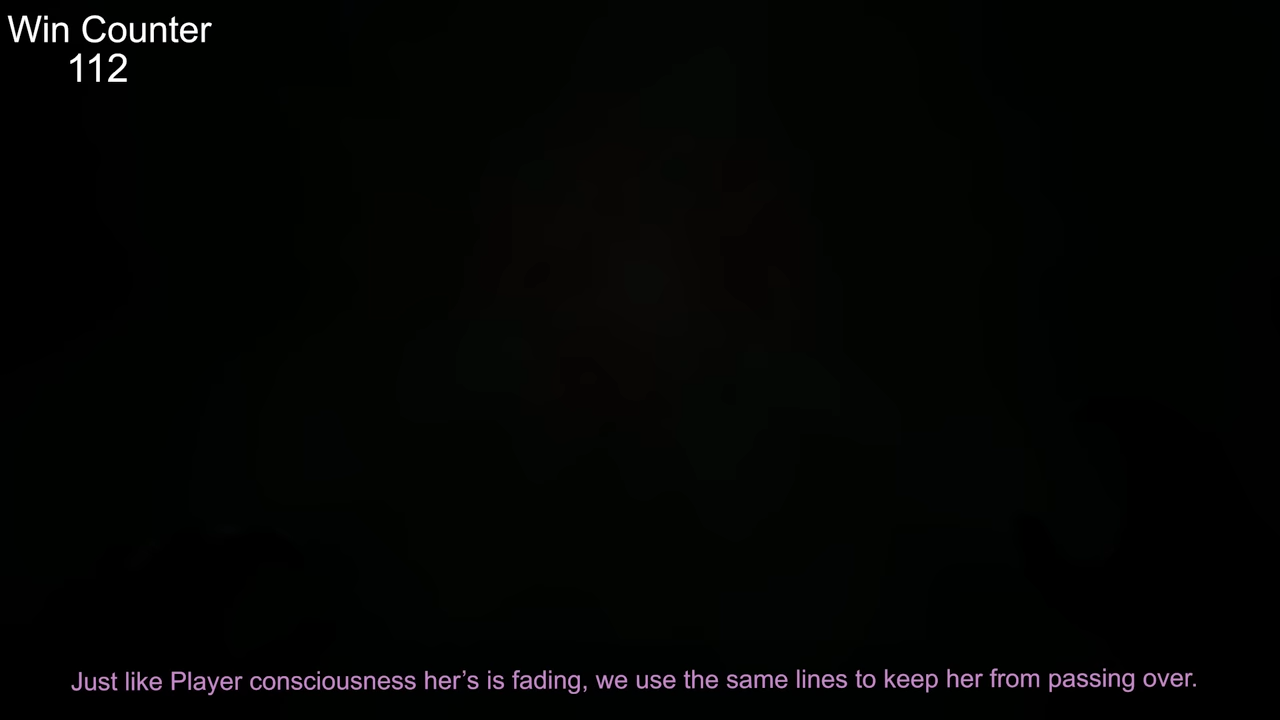 Win Counter
112
Just like Player consciousness her’s is fading, we use the same lines to keep her from passing over.